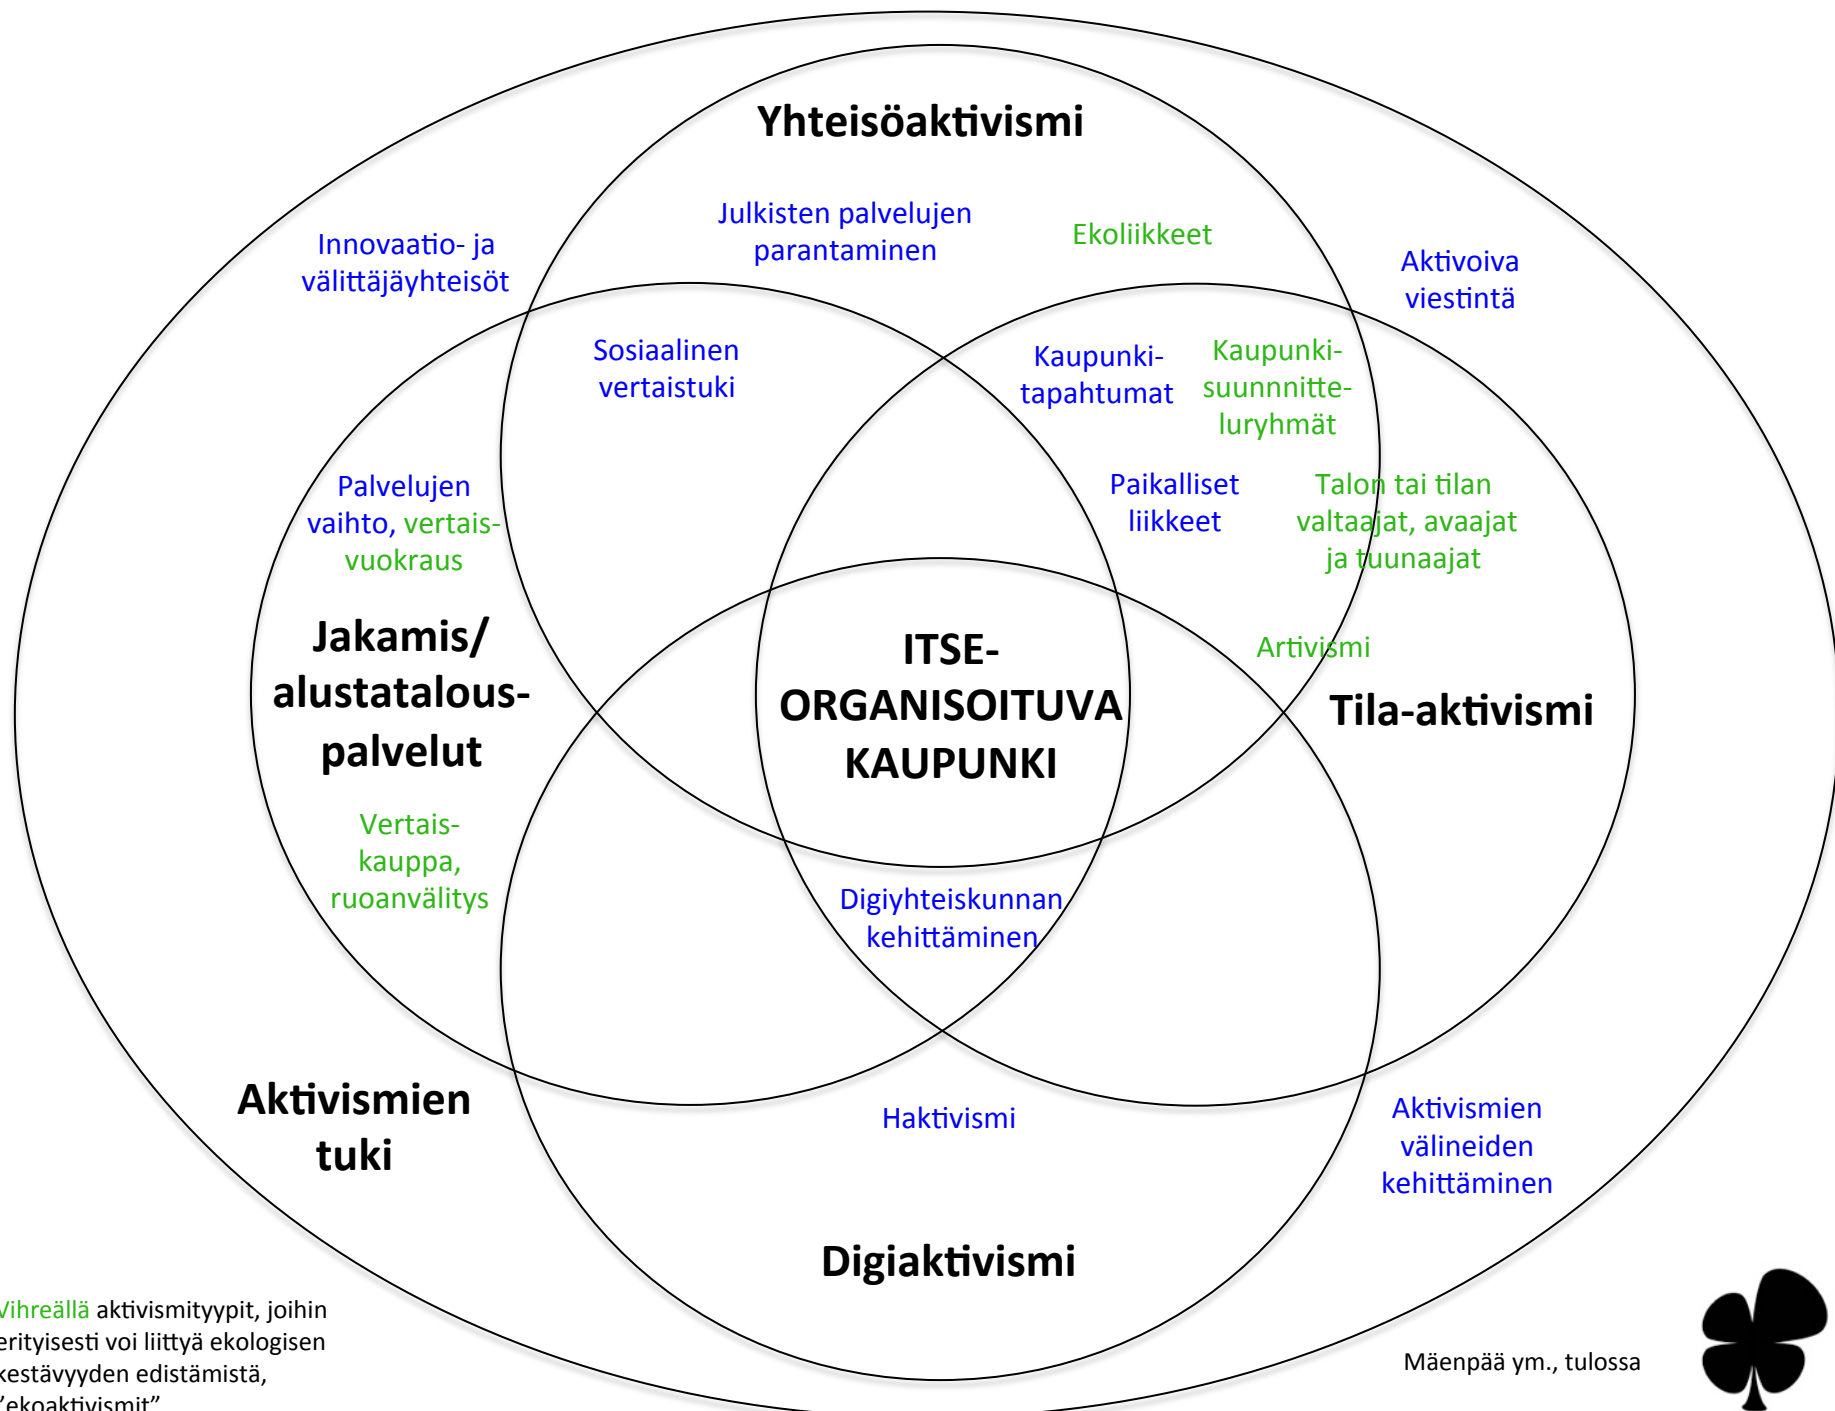 Yhteisöaktivismi
Julkisten palvelujen
parantaminen
Ekoliikkeet
Innovaatio- ja
välittäjäyhteisöt
Aktivoiva
viestintä
Sosiaalinen
vertaistuki
Kaupunki-
tapahtumat
Kaupunki-
suunnnitte-
luryhmät
Palvelujen
vaihto, vertais-
vuokraus
Paikalliset
liikkeet
Talon tai tilan
valtaajat, avaajat
ja tuunaajat
Jakamis/
alustatalous-
palvelut
ITSE-
ORGANISOITUVA
KAUPUNKI
Artivismi
Tila-aktivismi
Vertais-
kauppa,
ruoanvälitys
Digiyhteiskunnan
kehittäminen
Aktivismien
tuki
Haktivismi
Aktivismien
välineiden
kehittäminen
Digiaktivismi
Vihreällä aktivismityypit, joihin
erityisesti voi liittyä ekologisen
kestävyyden edistämistä,
"ekoaktivismit"
Mäenpää ym., tulossa